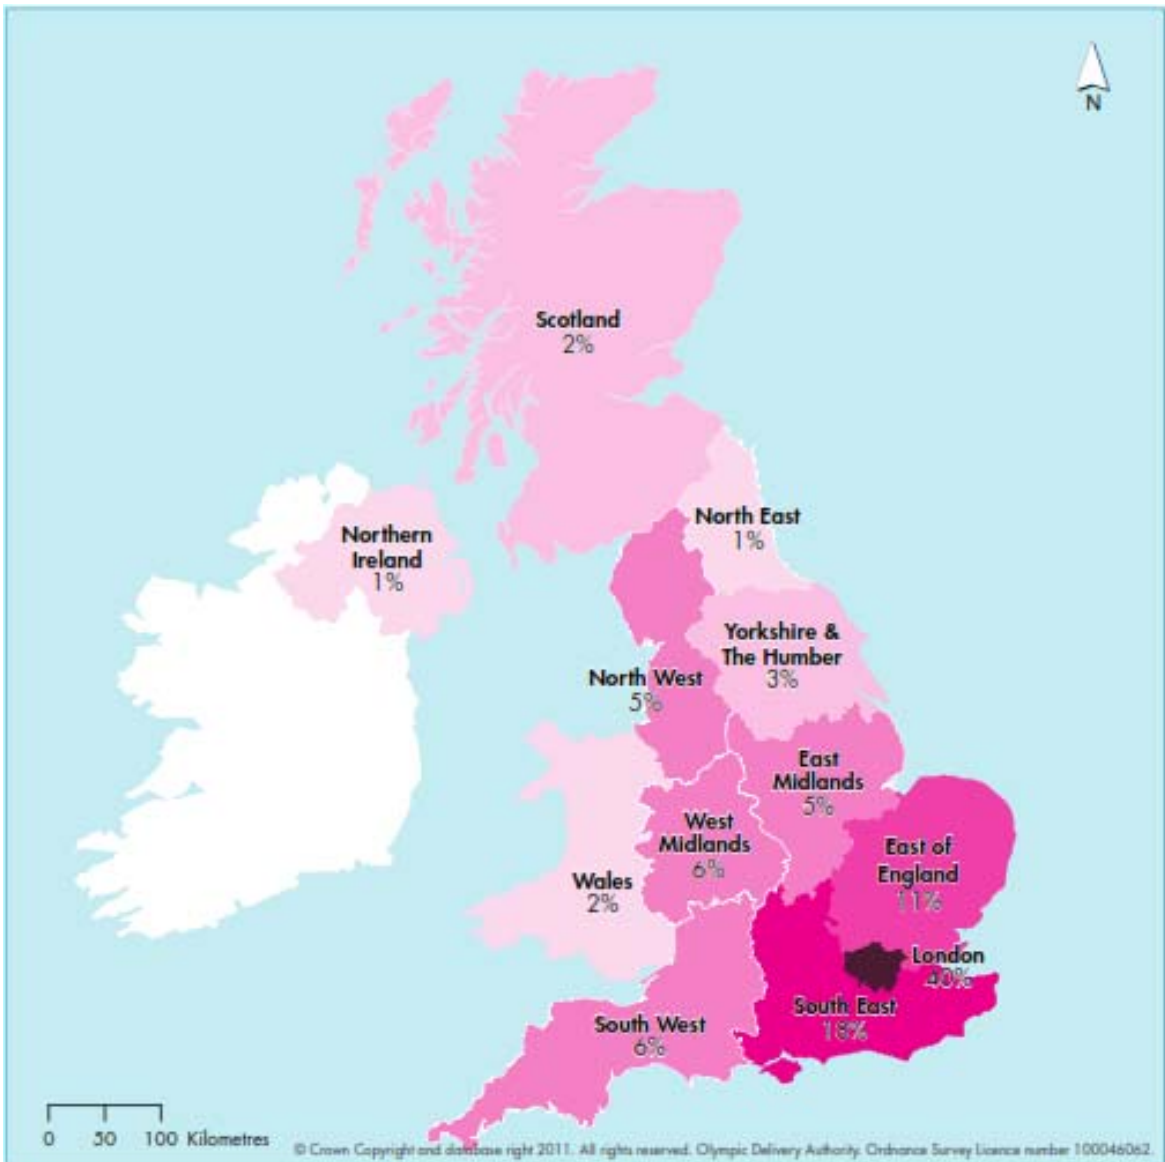 N
Scotland
2%
North East
1%
Northern
Ireland
1%
Yorkshire &
The Humber
3%
North West
5%
East
Midlands
5%
West
Midlands
6%
East of
England
11%
Wales
2%
London
40%
South East
18%
South West
6%
0 50 100 Kilometres
© Crown Copyright and database right 2011. All rights reserved. Olympic Delivery Authority. Ordnance Survey Licence number 100046062.